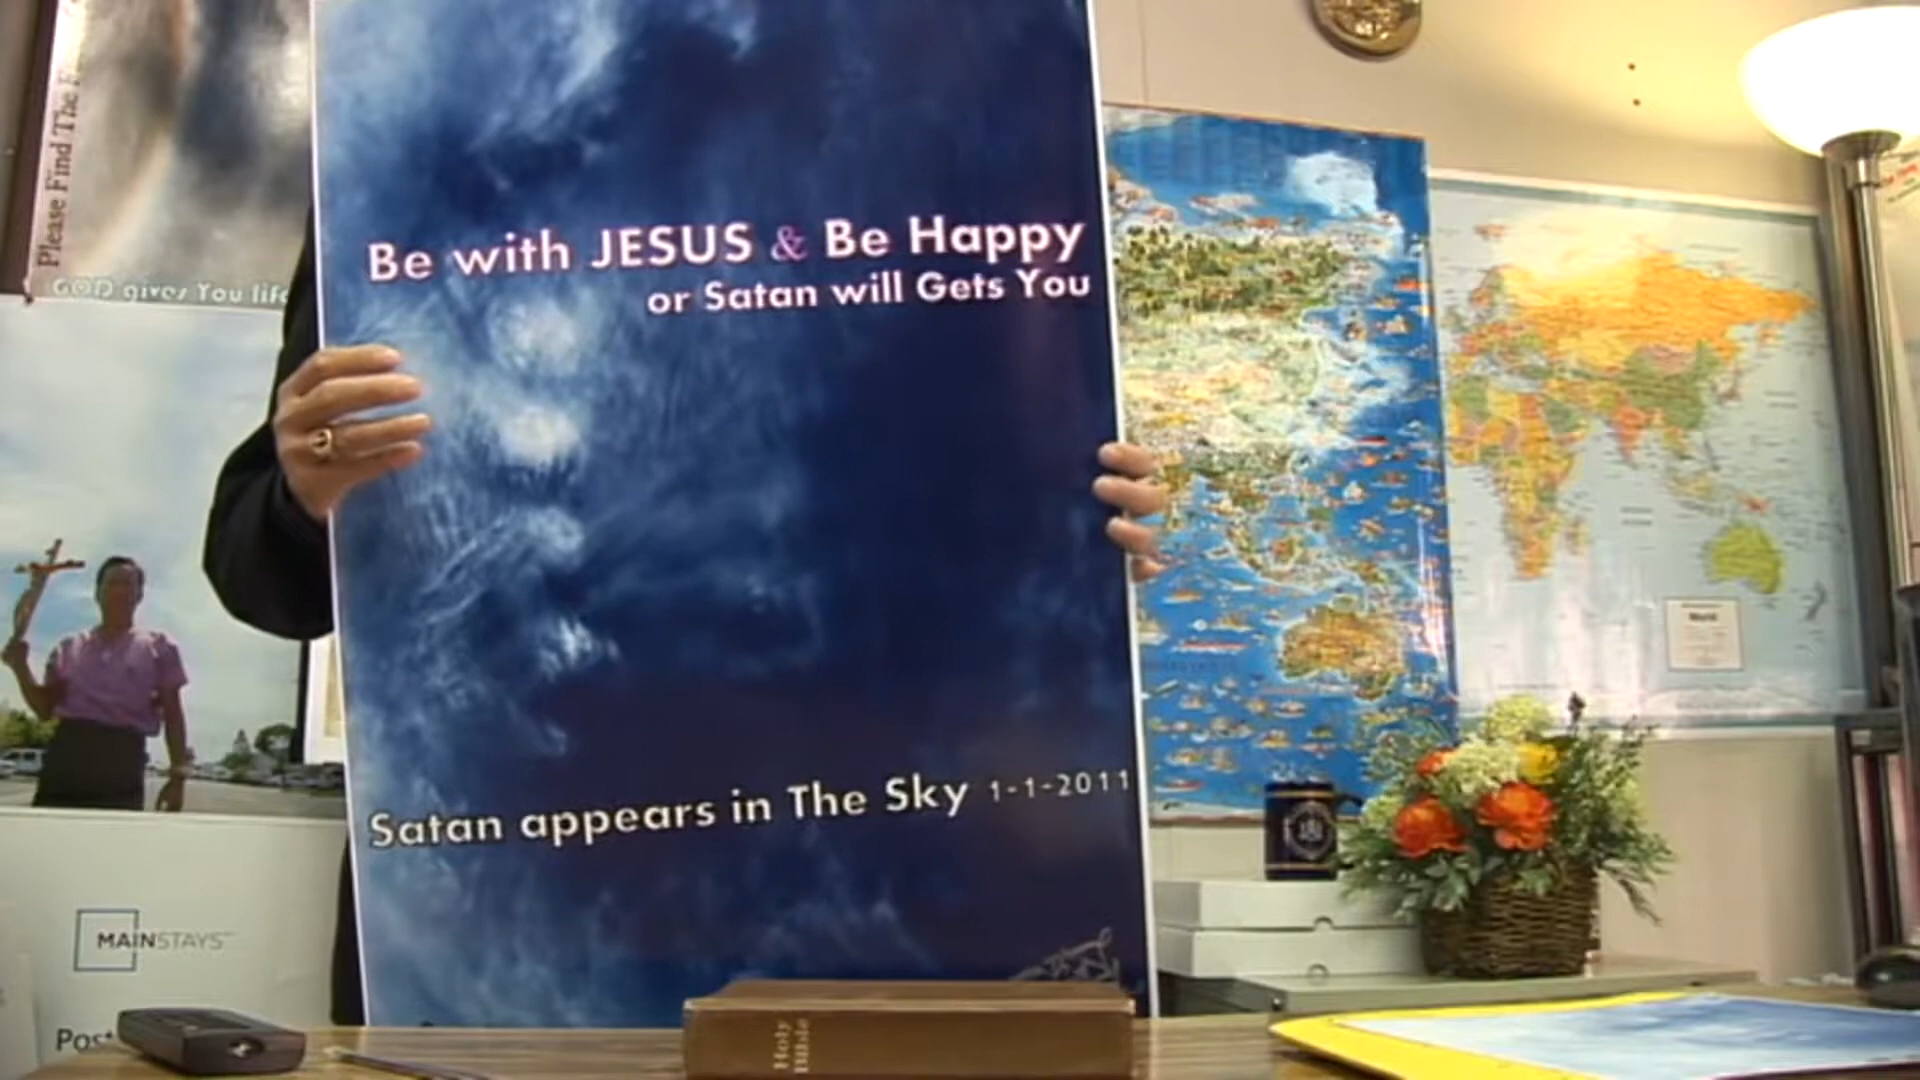 Please Find The
GOD gives You life
Be with JESUS & Be Happy
or Satan will Gets You
Satan appears in The Sky 1-1-2011
MAINSTAYS
Holy
Bible
World